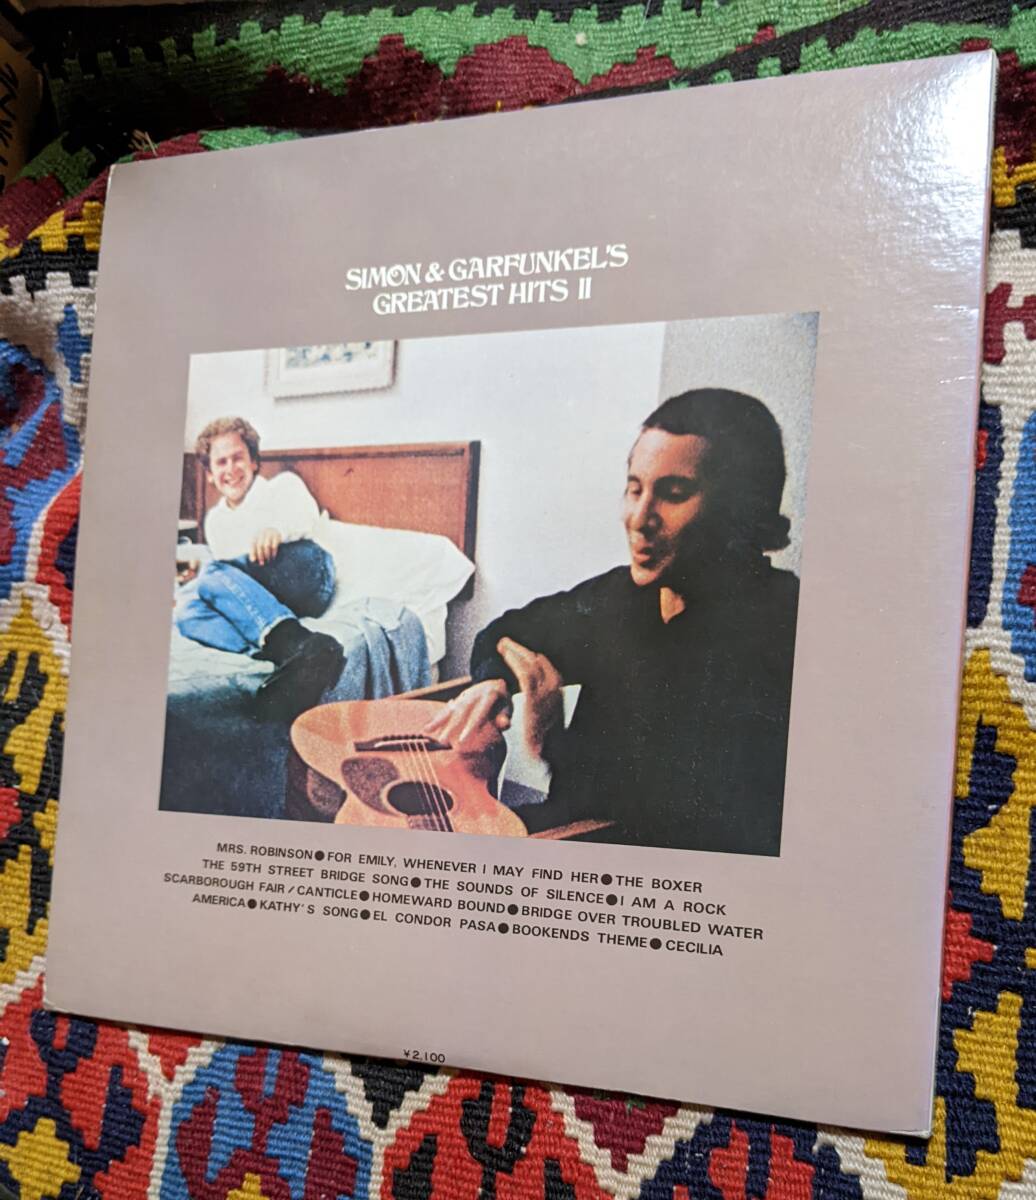 SIMON & GARFUNKEL'S
GREATEST HITS II
MRS. ROBINSON●FOR EMILY, WHENEVER I MAY FIND HER●THE BOXER
THE 59TH STREET BRIDGE SONG●THE SOUNDS OF SILENCE●I AM A ROCK
SCARBOROUGH FAIR/CANTICLE●HOMEWARD BOUND●BRIDGE OVER TROUBLED WATER
AMERICA●KATHY'S SONG●EL CONDOR PASA●BOOKENDS THEME●CECILIA
¥2,100